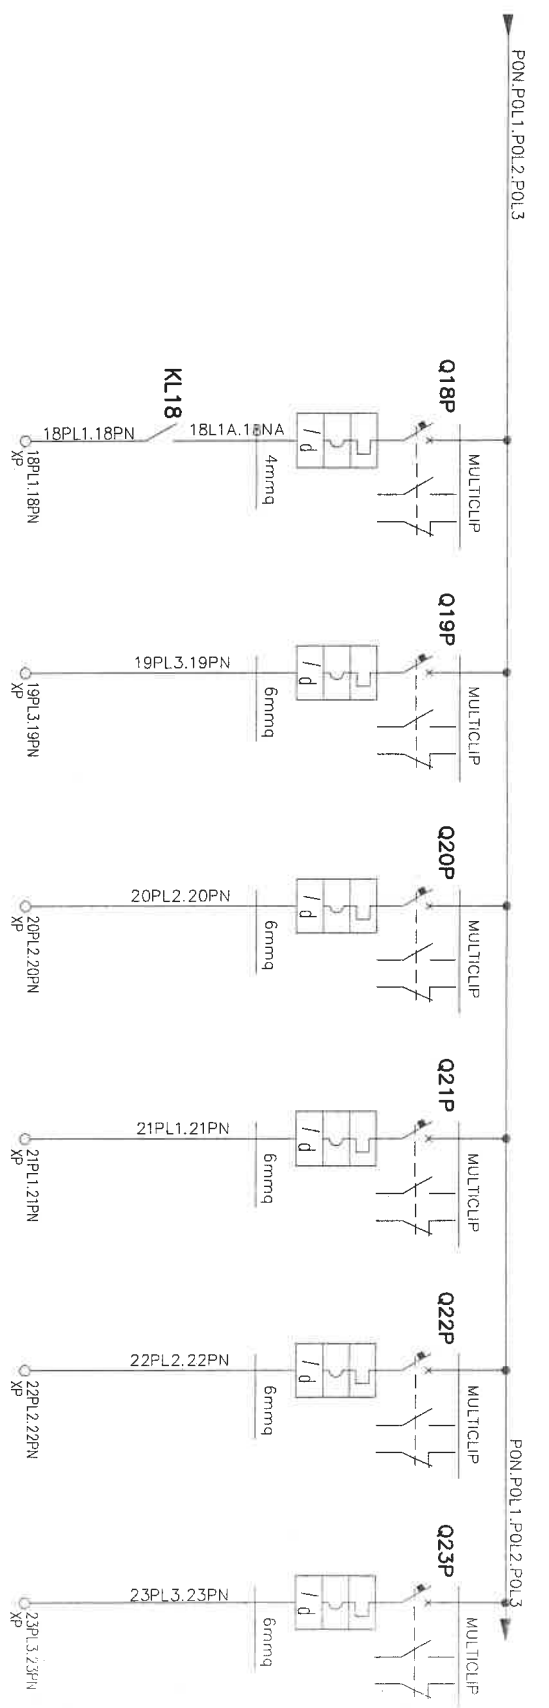 P0N.P0L1.P0L2.P0L3
P0N.P0L1.P0L2.P0L3
Q18P
MULTICLIP
I d
4mmq
18L1A.18NA
KL18
18PL1.18PN
18PL1.18PN
XP
Q19P
MULTICLIP
I d
6mmq
19PL3.19PN
19PL3.19PN
XP
Q20P
MULTICLIP
I d
6mmq
20PL2.20PN
20PL2.20PN
XP
Q21P
MULTICLIP
I d
6mmq
21PL1.21PN
21PL1.21PN
XP
Q22P
MULTICLIP
I d
6mmq
22PL2.22PN
22PL2.22PN
XP
Q23P
MULTICLIP
I d
6mmq
23PL3.23PN
23PL3.23PN
XP